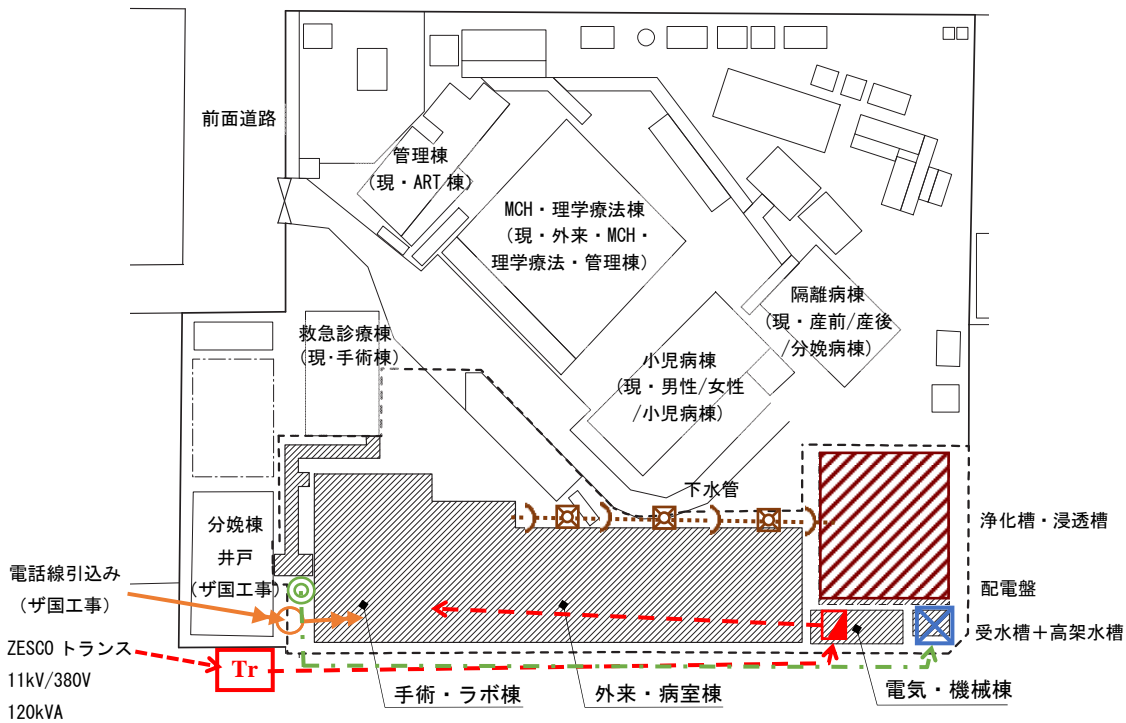 前面道路
管理棟
(現・ART 棟)
MCH・理学療法棟
(現・外来・MCH・
理学療法・管理棟)
隔離病棟
(現・産前/産後
/分娩病棟)
救急診療棟
(現・手術棟)
小児病棟
(現・男性/女性
/小児病棟)
下水管
分娩棟
井戸
(ザ国工事)
電話線引込み
(ザ国工事)
浄化槽・浸透槽
配電盤
受水槽＋高架水槽
ZESCO トランス
11kV/380V
120kVA
Tr
手術・ラボ棟
外来・病室棟
電気・機械棟